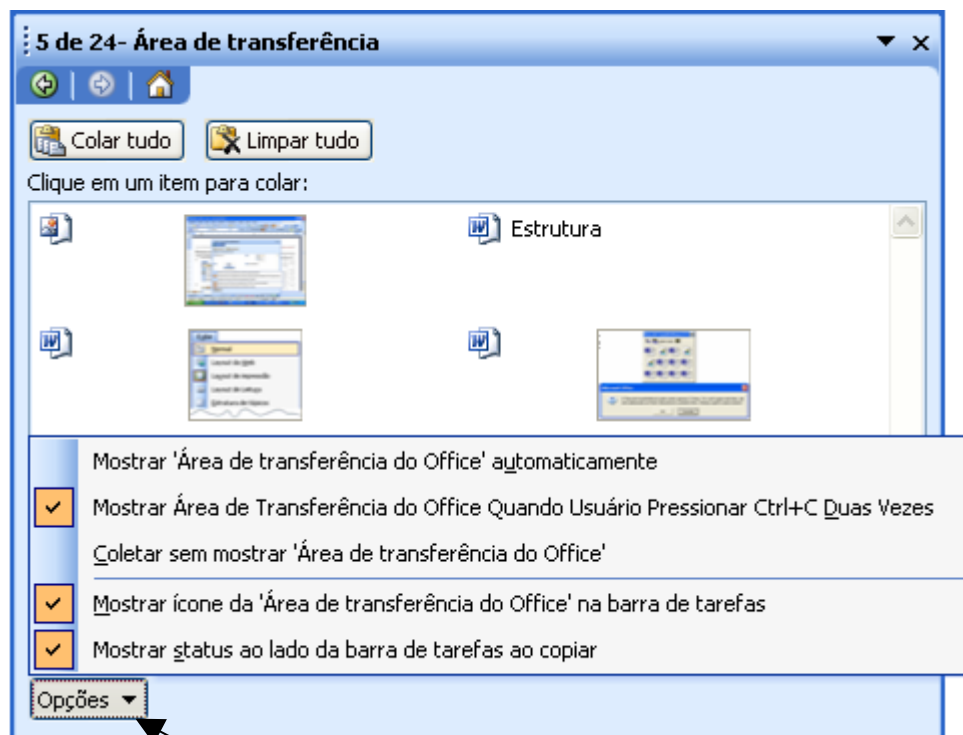 5 de 24- Área de transferência
Colar tudo Limpar tudo
Clique em um item para colar:
Estrutura
Mostrar 'Área de transferência do Office' automaticamente
Mostrar Área de Transferência do Office Quando Usuário Pressionar Ctrl+C Duas Vezes
Coletar sem mostrar 'Área de transferência do Office'
Mostrar ícone da 'Área de transferência do Office' na barra de tarefas
Mostrar status ao lado da barra de tarefas ao copiar
Opções